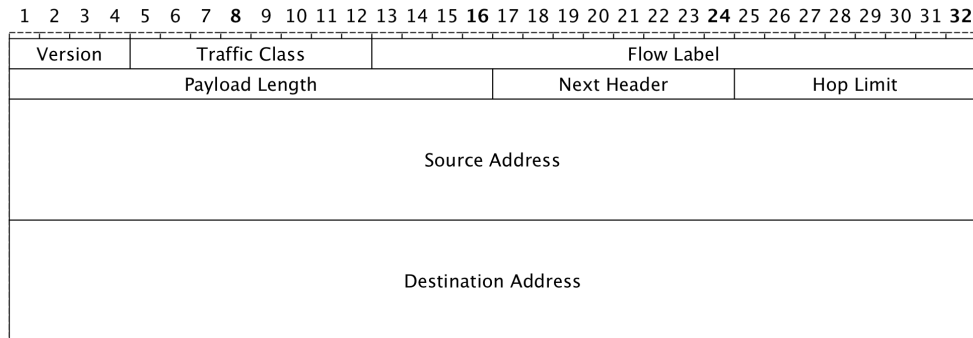 1 2 3 4 5 6 7 8 9 10 11 12 13 14 15 16 17 18 19 20 21 22 23 24 25 26 27 28 29 30 31 32
Version Traffic Class Flow Label
Payload Length Next Header Hop Limit
Source Address
Destination Address